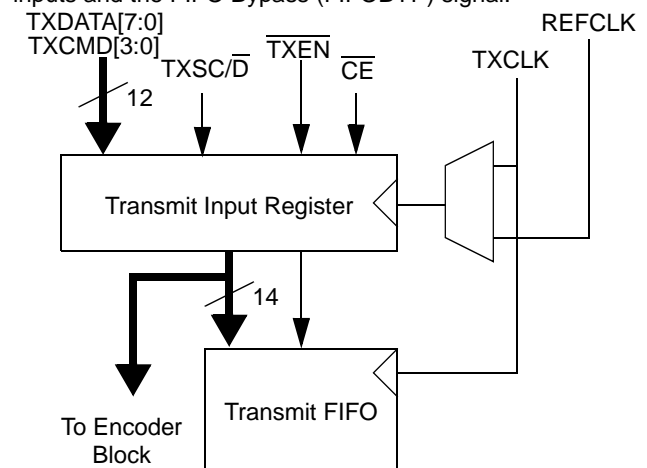 TXDATA[7:0]
TXCMD[3:0]
TXSC/D
TXEN
CE
TXCLK
REFCLK
12
Transmit Input Register
14
Transmit FIFO
To Encoder
Block